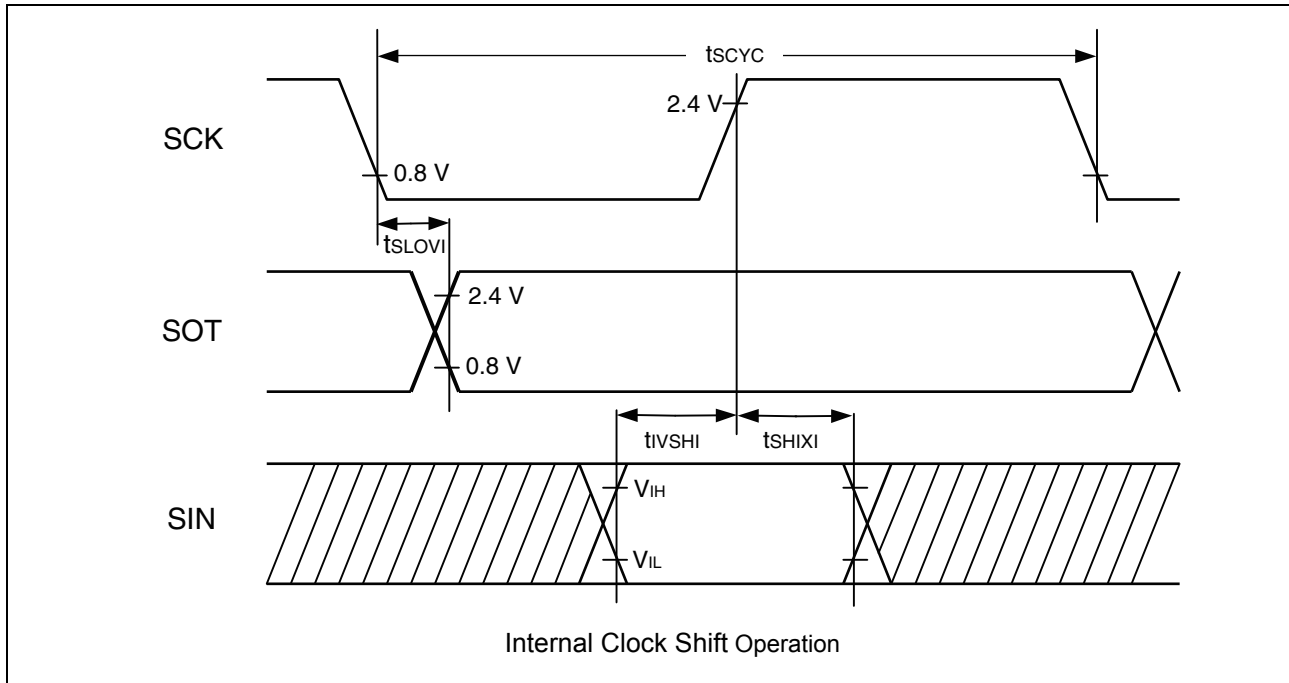 tSCYC
2.4 V
SCK
0.8 V
tSLOVI
2.4 V
SOT
0.8 V
tIVSHI
tSHIXI
VIH
SIN
VIL
Internal Clock Shift Operation